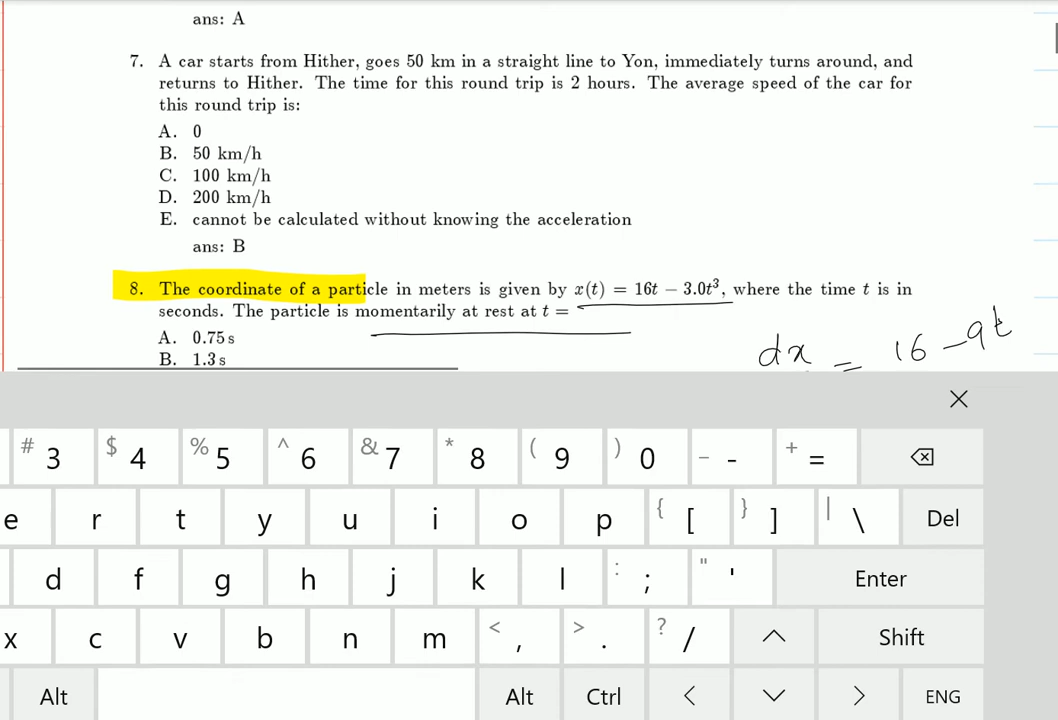 ans: A
7. A car starts from Hither, goes 50 km in a straight line to Yon, immediately turns around, and
returns to Hither. The time for this round trip is 2 hours. The average speed of the car for
this round trip is:
A. 0
B. 50 km/h
C. 100 km/h
D. 200 km/h
E. cannot be calculated without knowing the acceleration
ans: B
8. The coordinate of a particle in meters is given by x(t) = 16t − 3.0t³, where the time t is in
seconds. The particle is momentarily at rest at t =
A. 0.75 s
B. 1.3 s
dx = 16 - 9t
# 3 $ 4 % 5 ^ 6 & 7 * 8 ( 9 ) 0 _ - + =
e r t y u i o p { [ } ] | \ Del
d f g h j k l : ; " ' Enter
x c v b n m < , > . ? / Shift
Alt Alt Ctrl ENG